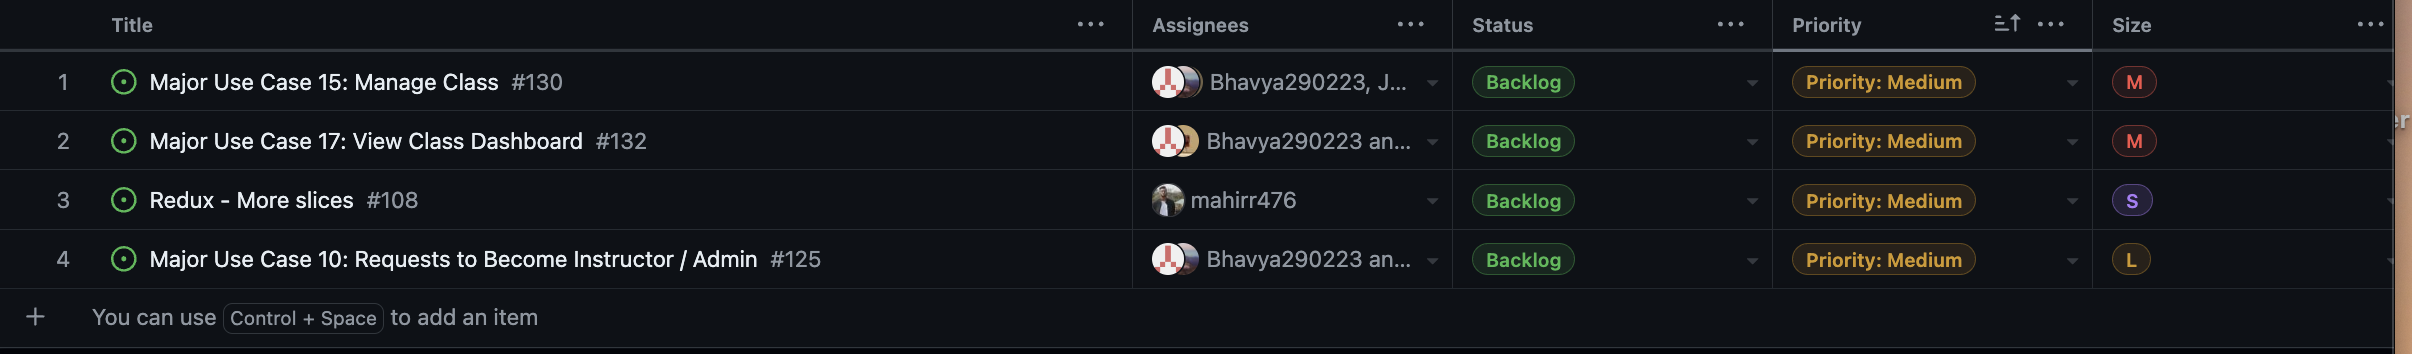 Title Assignees Status Priority Size
1 Major Use Case 15: Manage Class #130 Bhavya290223, J... Backlog Priority: Medium M
2 Major Use Case 17: View Class Dashboard #132 Bhavya290223 an... Backlog Priority: Medium M
3 Redux - More slices #108 mahirr476 Backlog Priority: Medium S
4 Major Use Case 10: Requests to Become Instructor / Admin #125 Bhavya290223 an... Backlog Priority: Medium L
You can use Control + Space to add an item